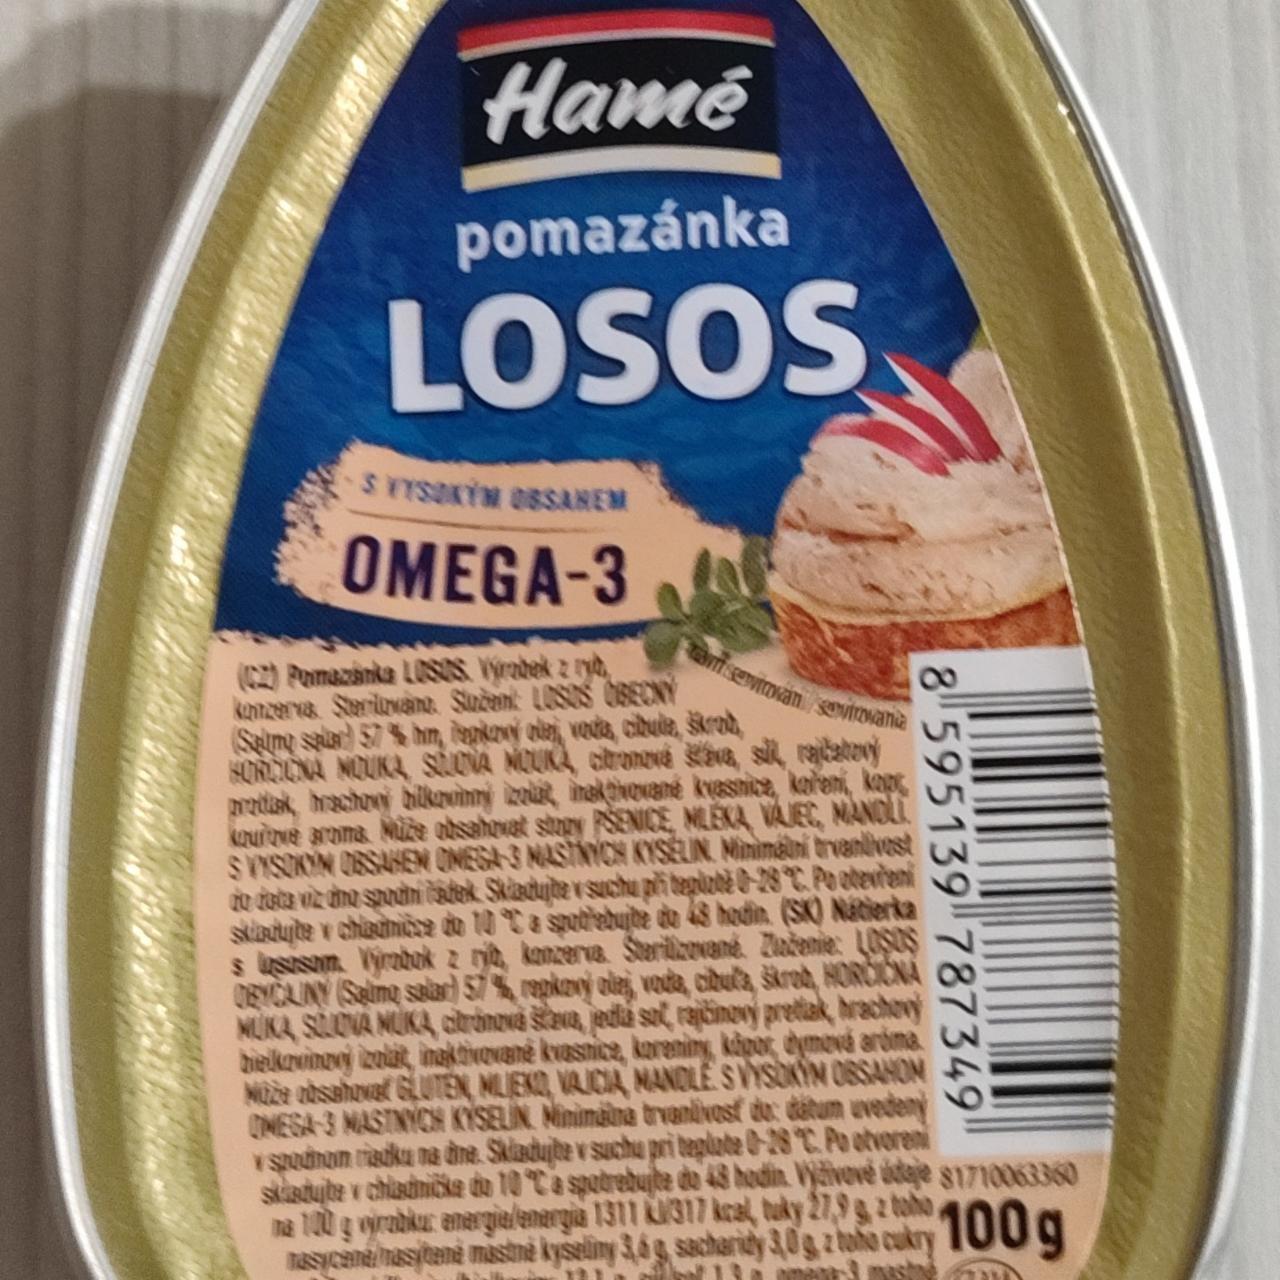 Hamé
pomazánka
LOSOS
S VYSOKÝM OBSAHEM
OMEGA-3
návrh servírování / servírovania
(CZ) Pomazánka LOSOS. Výrobek z ryb,
konzerva. Sterilováno. Složení: LOSOS OBECNÝ
(Salmo salar) 57 % hm, řepkový olej, voda, cibule, škrob,
HOŘČIČNÁ MOUKA, SÓJOVÁ MOUKA, citronová šťáva, sůl, rajčatový
protlak, hrachový bílkovinný izolát, inaktivované kvasnice, koření, kopr,
kouřové aroma. Může obsahovat stopy PŠENICE, MLÉKA, VAJEC, MANDLÍ.
S VYSOKÝM OBSAHEM OMEGA-3 MASTNÝCH KYSELIN. Minimální trvanlivost
do data viz dno spodní řádek. Skladujte v suchu při teplotě 0-28 °C. Po otevření
skladujte v chladničce do 10 °C a spotřebujte do 48 hodin. (SK) Nátierka
s lososom. Výrobok z rýb, konzerva. Sterilizované. Zloženie: LOSOS
OBYČAJNÝ (Salmo salar) 57 %, repkový olej, voda, cibuľa, škrob, HORČIČNÁ
MÚKA, SÓJOVÁ MÚKA, citrónová šťava, jedlá soľ, rajčinový pretlak, hrachový
bielkovinový izolát, inaktivované kvasnice, koreniny, kôpor, dymová aróma.
Môže obsahovať GLUTÉN, MLIEKO, VAJCIA, MANDLE. S VYSOKÝM OBSAHOM
OMEGA-3 MASTNÝCH KYSELÍN. Minimálna trvanlivosť do: dátum uvedený
v spodnom riadku na dne. Skladujte v suchu pri teplote 0-28 °C. Po otvorení
skladujte v chladničke do 10 °C a spotrebujte do 48 hodín. Výživové údaje
na 100 g výrobku: energie/energia 1311 kJ/317 kcal, tuky 27,9 g, z toho
nasycené/nasýtené mastné kyseliny 3,6 g, sacharidy 3,0 g, z toho cukry
8 595139 787349
81710063360
100 g